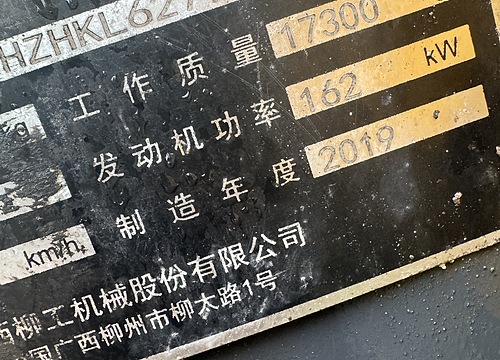 HZHKL627
工作质量 17300
kg
发动机功率 162 kW
制造年度 2019
km/h
西柳工机械股份有限公司
国广西柳州市柳太路1号